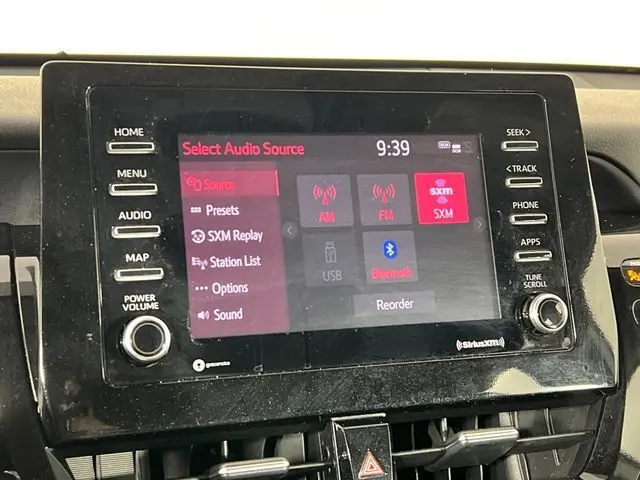 HOME
MENU
AUDIO
MAP
POWER
VOLUME
Select Audio Source
9:39
Source
Presets
SXM Replay
Station List
Options
Sound
AM
FM
sxm
SXM
USB
Bluetooth
Reorder
SEEK >
< TRACK
PHONE
APPS
TUNE
SCROLL
gracenote
SiriusXM